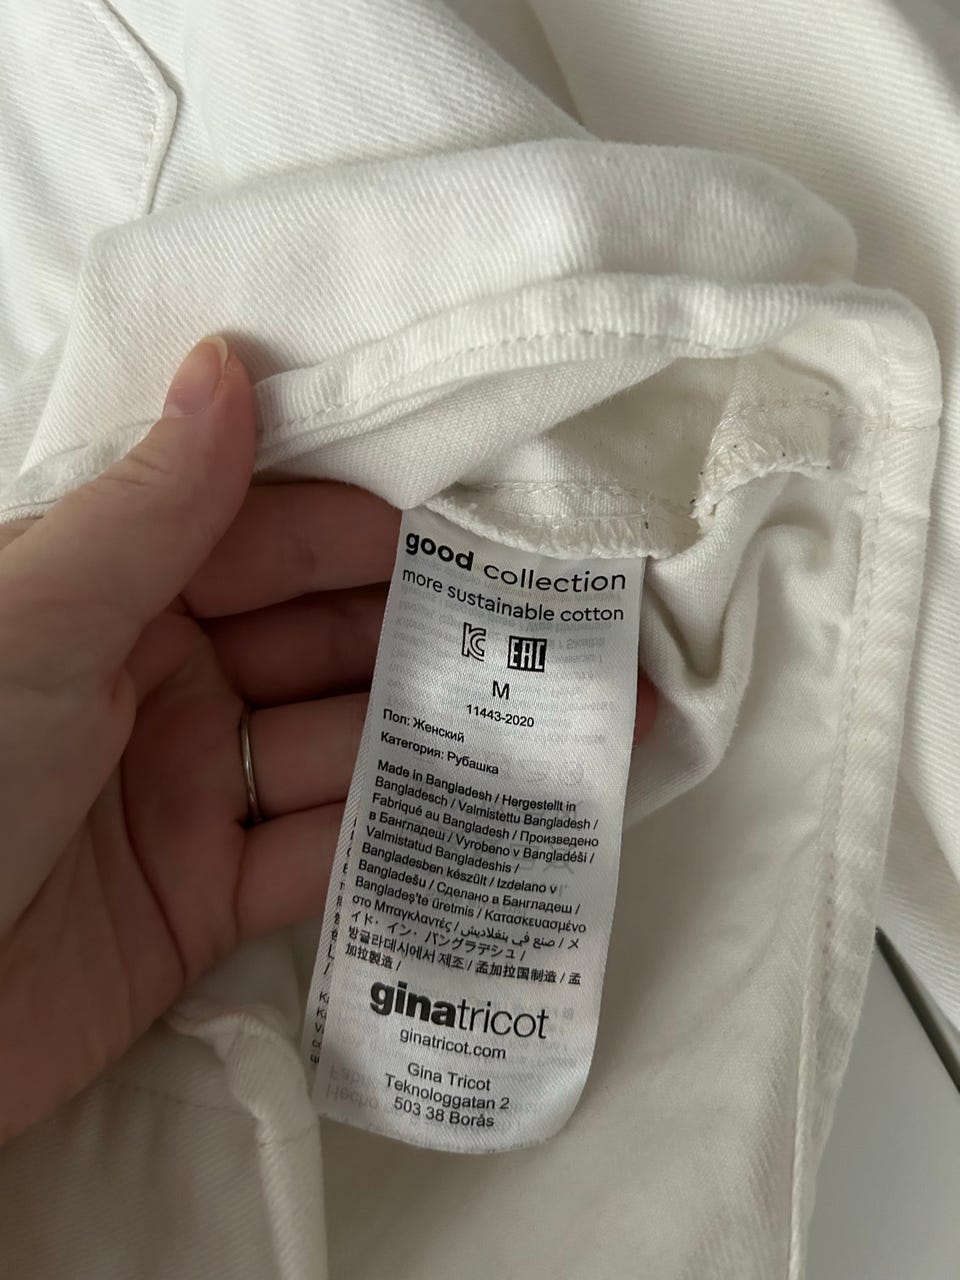 good collection
more sustainable cotton
EAC
M
11443-2020
Пол: Женский
Категория: Рубашка
Made in Bangladesh / Hergestellt in
Bangladesch / Valmistettu Bangladesh /
Fabriqué au Bangladesh / Произведено
в Бангладеш / Vyrobeno v Bangladéši /
Valmistatud Bangladeshis /
Bangladesben készült / Izdelano v
Bangladešu / Сделано в Бангладеш /
Bangladeş'te üretmis / Κατασκευασμένο
στο Μπαγκλαντές / صنع في بنغلاديش / メ
イド・イン・バングラデシュ /
방글라데시에서 제조 / 孟加拉国制造 / 孟
加拉製造 /
ginatricot
ginatricot.com
Gina Tricot
Teknologgatan 2
503 38 Borås